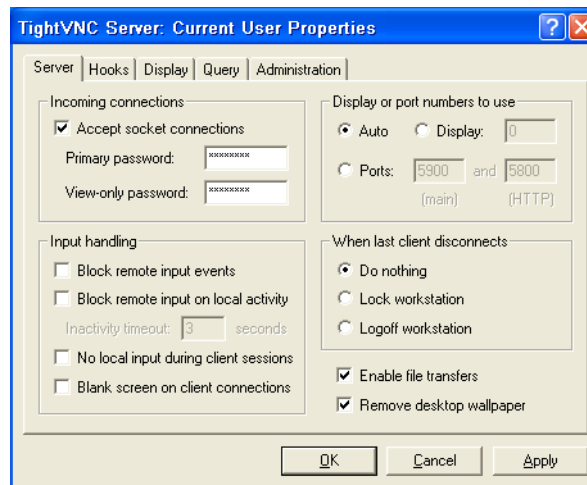 TightVNC Server: Current User Properties
Server Hooks Display Query Administration
Incoming connections
Accept socket connections
Primary password: ********
View-only password: ********
Display or port numbers to use
Auto Display: 0
Ports: 5900 and 5800
(main) (HTTP)
Input handling
Block remote input events
Block remote input on local activity
Inactivity timeout: 3 seconds
No local input during client sessions
Blank screen on client connections
When last client disconnects
Do nothing
Lock workstation
Logoff workstation
Enable file transfers
Remove desktop wallpaper
OK Cancel Apply